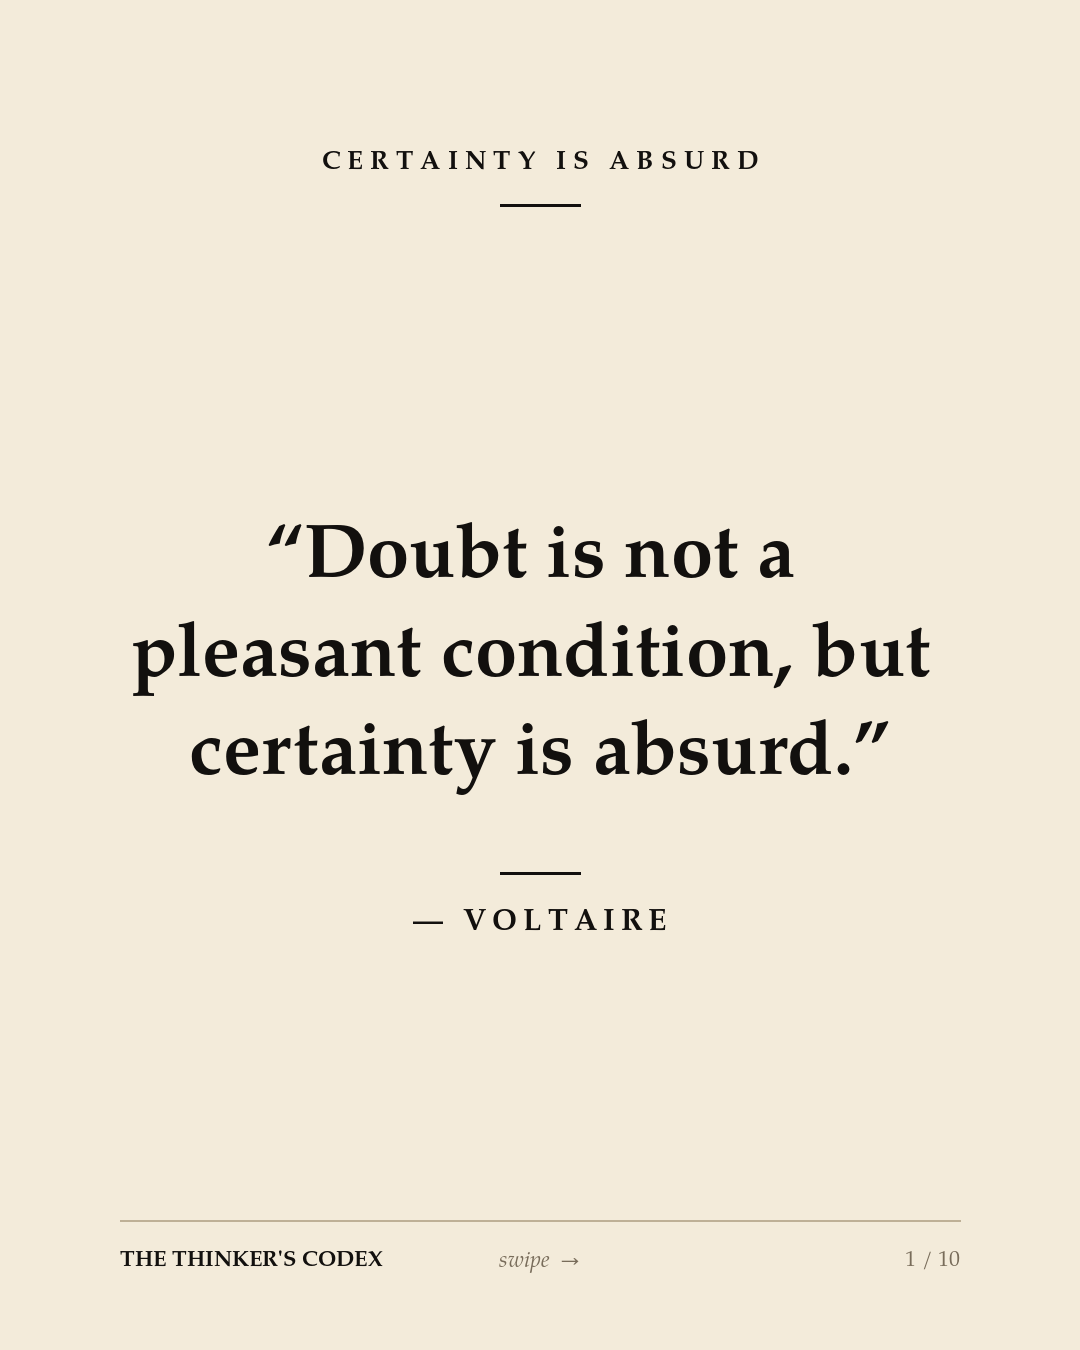 CERTAINTY IS ABSURD
“Doubt is not a
pleasant condition, but
certainty is absurd.”
— VOLTAIRE
THE THINKER'S CODEX
swipe →
1 / 10